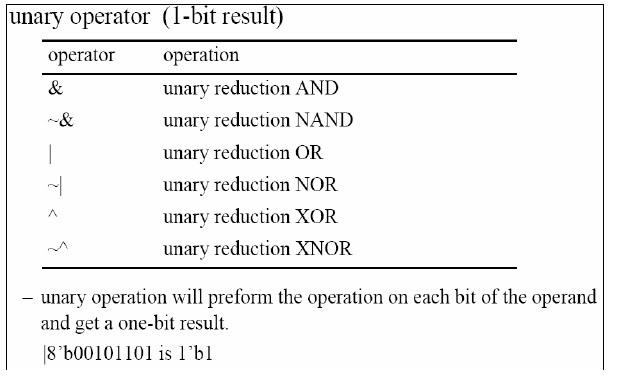 unary operator (1-bit result)
operator operation
& unary reduction AND
~& unary reduction NAND
| unary reduction OR
~| unary reduction NOR
^ unary reduction XOR
~^ unary reduction XNOR
– unary operation will preform the operation on each bit of the operand
and get a one-bit result.
|8’b00101101 is 1’b1